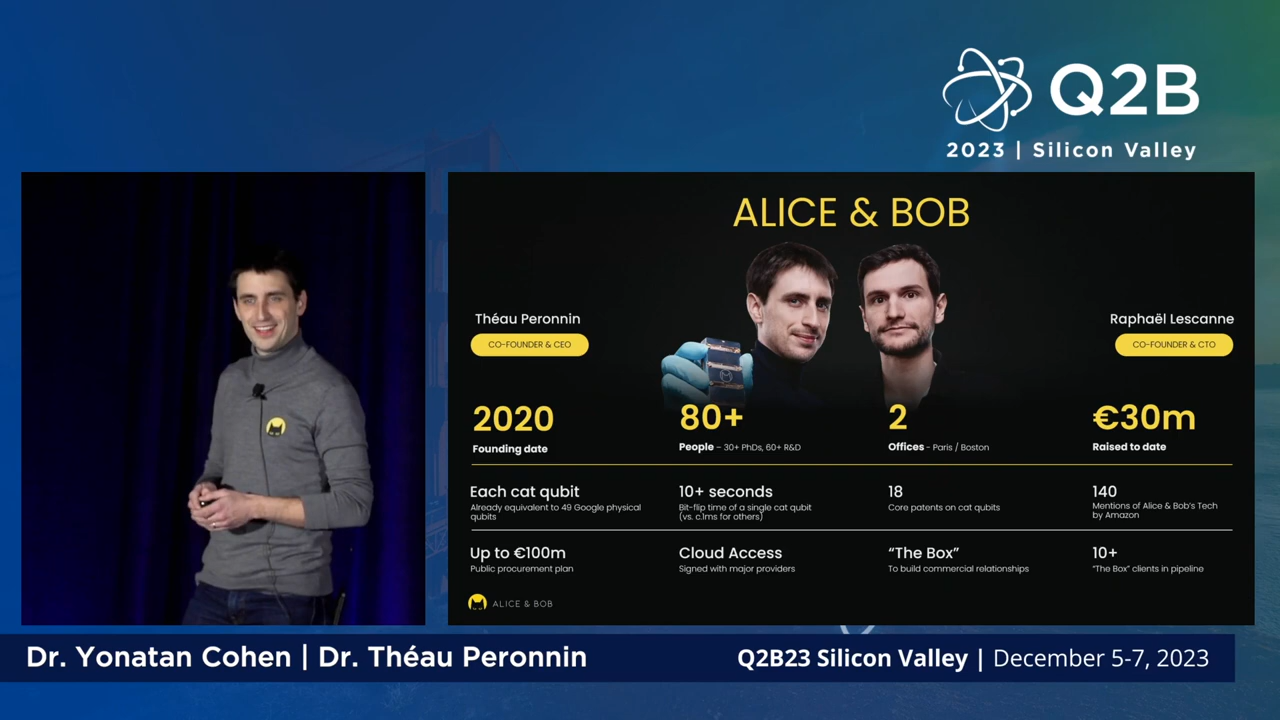 Q2B
2023 | Silicon Valley
ALICE & BOB
Théau Peronnin
CO-FOUNDER & CEO
Raphaël Lescanne
CO-FOUNDER & CTO
2020
Founding date
80+
People – 30+ PhDs, 60+ R&D
2
Offices - Paris / Boston
€30m
Raised to date
Each cat qubit
Already equivalent to 49 Google physical
qubits
10+ seconds
Bit-flip time of a single cat qubit
(vs. c.1ms for others)
18
Core patents on cat qubits
140
Mentions of Alice & Bob's Tech
by Amazon
Up to €100m
Public procurement plan
Cloud Access
Signed with major providers
“The Box”
To build commercial relationships
10+
“The Box” clients in pipeline
ALICE & BOB
Dr. Yonatan Cohen | Dr. Théau Peronnin
Q2B23 Silicon Valley | December 5-7, 2023